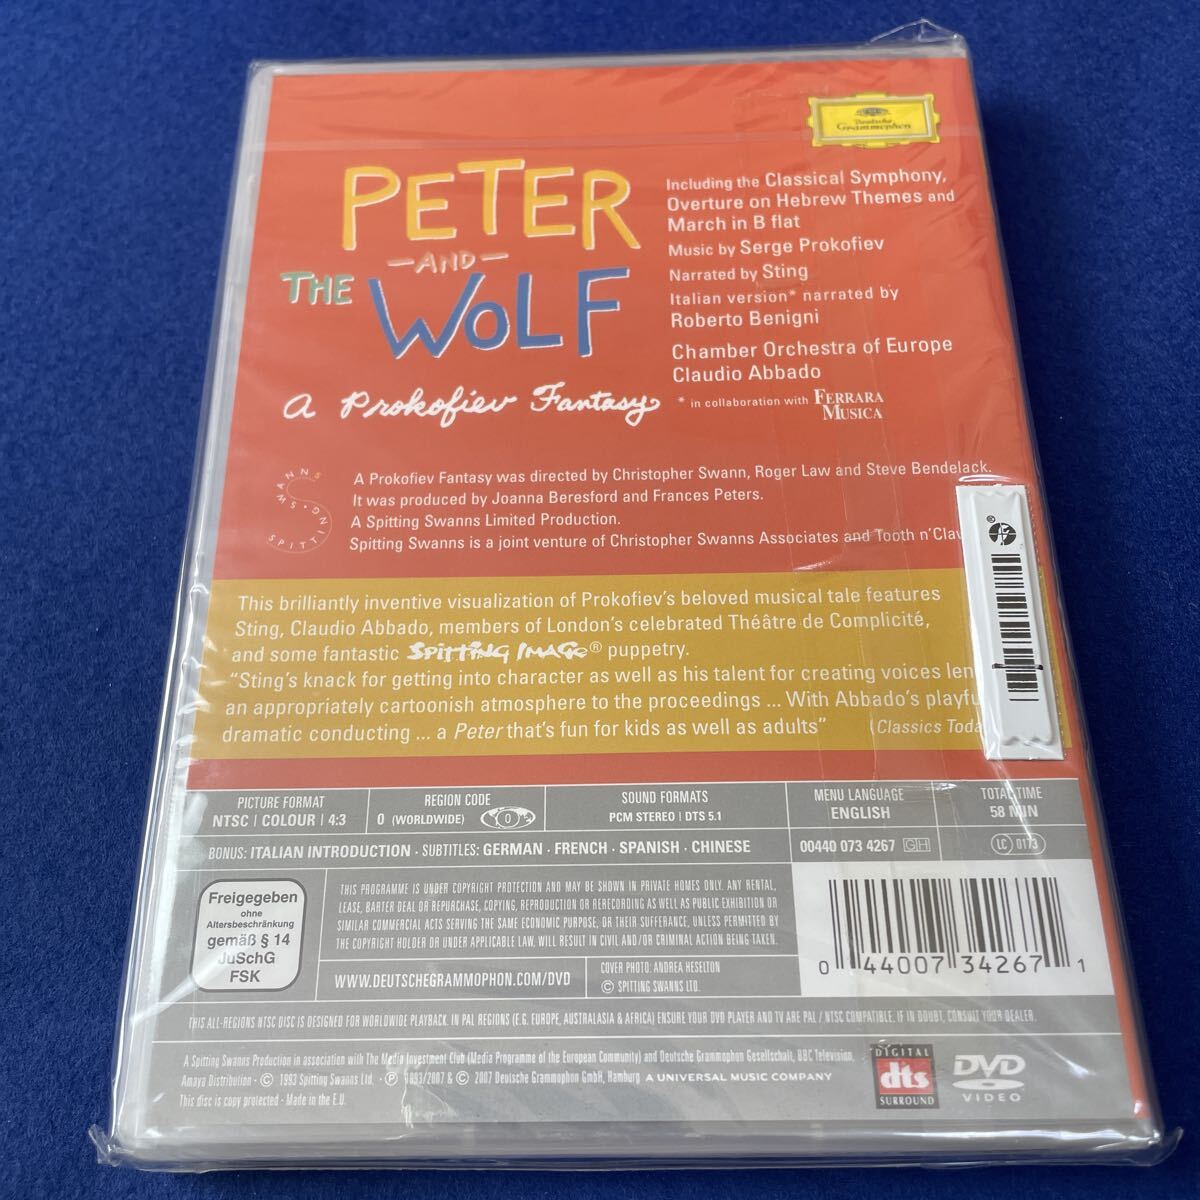 Deutsche
Grammophon
PETER
AND
THE WOLF
a Prokofiev Fantasy
Including the Classical Symphony,
Overture on Hebrew Themes and
March in B flat
Music by Serge Prokofiev
Narrated by Sting
Italian version* narrated by
Roberto Benigni
Chamber Orchestra of Europe
Claudio Abbado
* in collaboration with FERRARA
MUSICA
SPITTING SWANNS
A Prokofiev Fantasy was directed by Christopher Swann, Roger Law and Steve Bendelack.
It was produced by Joanna Beresford and Frances Peters.
A Spitting Swanns Limited Production.
Spitting Swanns is a joint venture of Christopher Swanns Associates and Tooth n'Claw
This brilliantly inventive visualization of Prokofiev's beloved musical tale features
Sting, Claudio Abbado, members of London's celebrated Théâtre de Complicité,
and some fantastic SPITTING IMAGE® puppetry.
"Sting's knack for getting into character as well as his talent for creating voices len
an appropriately cartoonish atmosphere to the proceedings ... With Abbado's playfu
dramatic conducting ... a Peter that's fun for kids as well as adults" (Classics Toda
PICTURE FORMAT
NTSC | COLOUR | 4:3
REGION CODE
0 (WORLDWIDE) 0
SOUND FORMATS
PCM STEREO | DTS 5.1
MENU LANGUAGE
ENGLISH
TOTAL TIME
58 MIN
BONUS: ITALIAN INTRODUCTION · SUBTITLES: GERMAN · FRENCH · SPANISH · CHINESE
00440 073 4267 GH
LC 0173
Freigegeben
ohne
Altersbeschränkung
gemäß § 14
JuSchG
FSK
THIS PROGRAMME IS UNDER COPYRIGHT PROTECTION AND MAY BE SHOWN IN PRIVATE HOMES ONLY. ANY RENTAL,
LEASE, BARTER DEAL OR REPURCHASE, COPYING, REPRODUCTION OR RERECORDING AS WELL AS PUBLIC EXHIBITION OR
SIMILAR COMMERCIAL ACTS SERVING THE SAME ECONOMIC PURPOSE, OR THEIR SUFFERANCE, UNLESS PERMITTED BY
THE COPYRIGHT HOLDER OR UNDER APPLICABLE LAW, WILL RESULT IN CIVIL AND/OR CRIMINAL ACTION BEING TAKEN.
WWW.DEUTSCHEGRAMMOPHON.COM/DVD
COVER PHOTO: ANDREA HESELTON
© SPITTING SWANNS LTD.
0 44007 34267 1
THIS ALL-REGIONS NTSC DISC IS DESIGNED FOR WORLDWIDE PLAYBACK. IN PAL REGIONS (E.G. EUROPE, AUSTRALASIA & AFRICA) ENSURE YOUR DVD PLAYER AND TV ARE PAL / NTSC COMPATIBLE. IF IN DOUBT, CONSULT YOUR DEALER.
A Spitting Swanns Production in association with The Media Investment Club (Media Programme of the European Community) and Deutsche Grammophon Gesellschaft, BBC Television,
Amaya Distribution · © 1993 Spitting Swanns Ltd. · ℗ 1993/2007 & © 2007 Deutsche Grammophon GmbH, Hamburg A UNIVERSAL MUSIC COMPANY
This disc is copy protected · Made in the E.U.
DIGITAL
dts
SURROUND
DVD
VIDEO